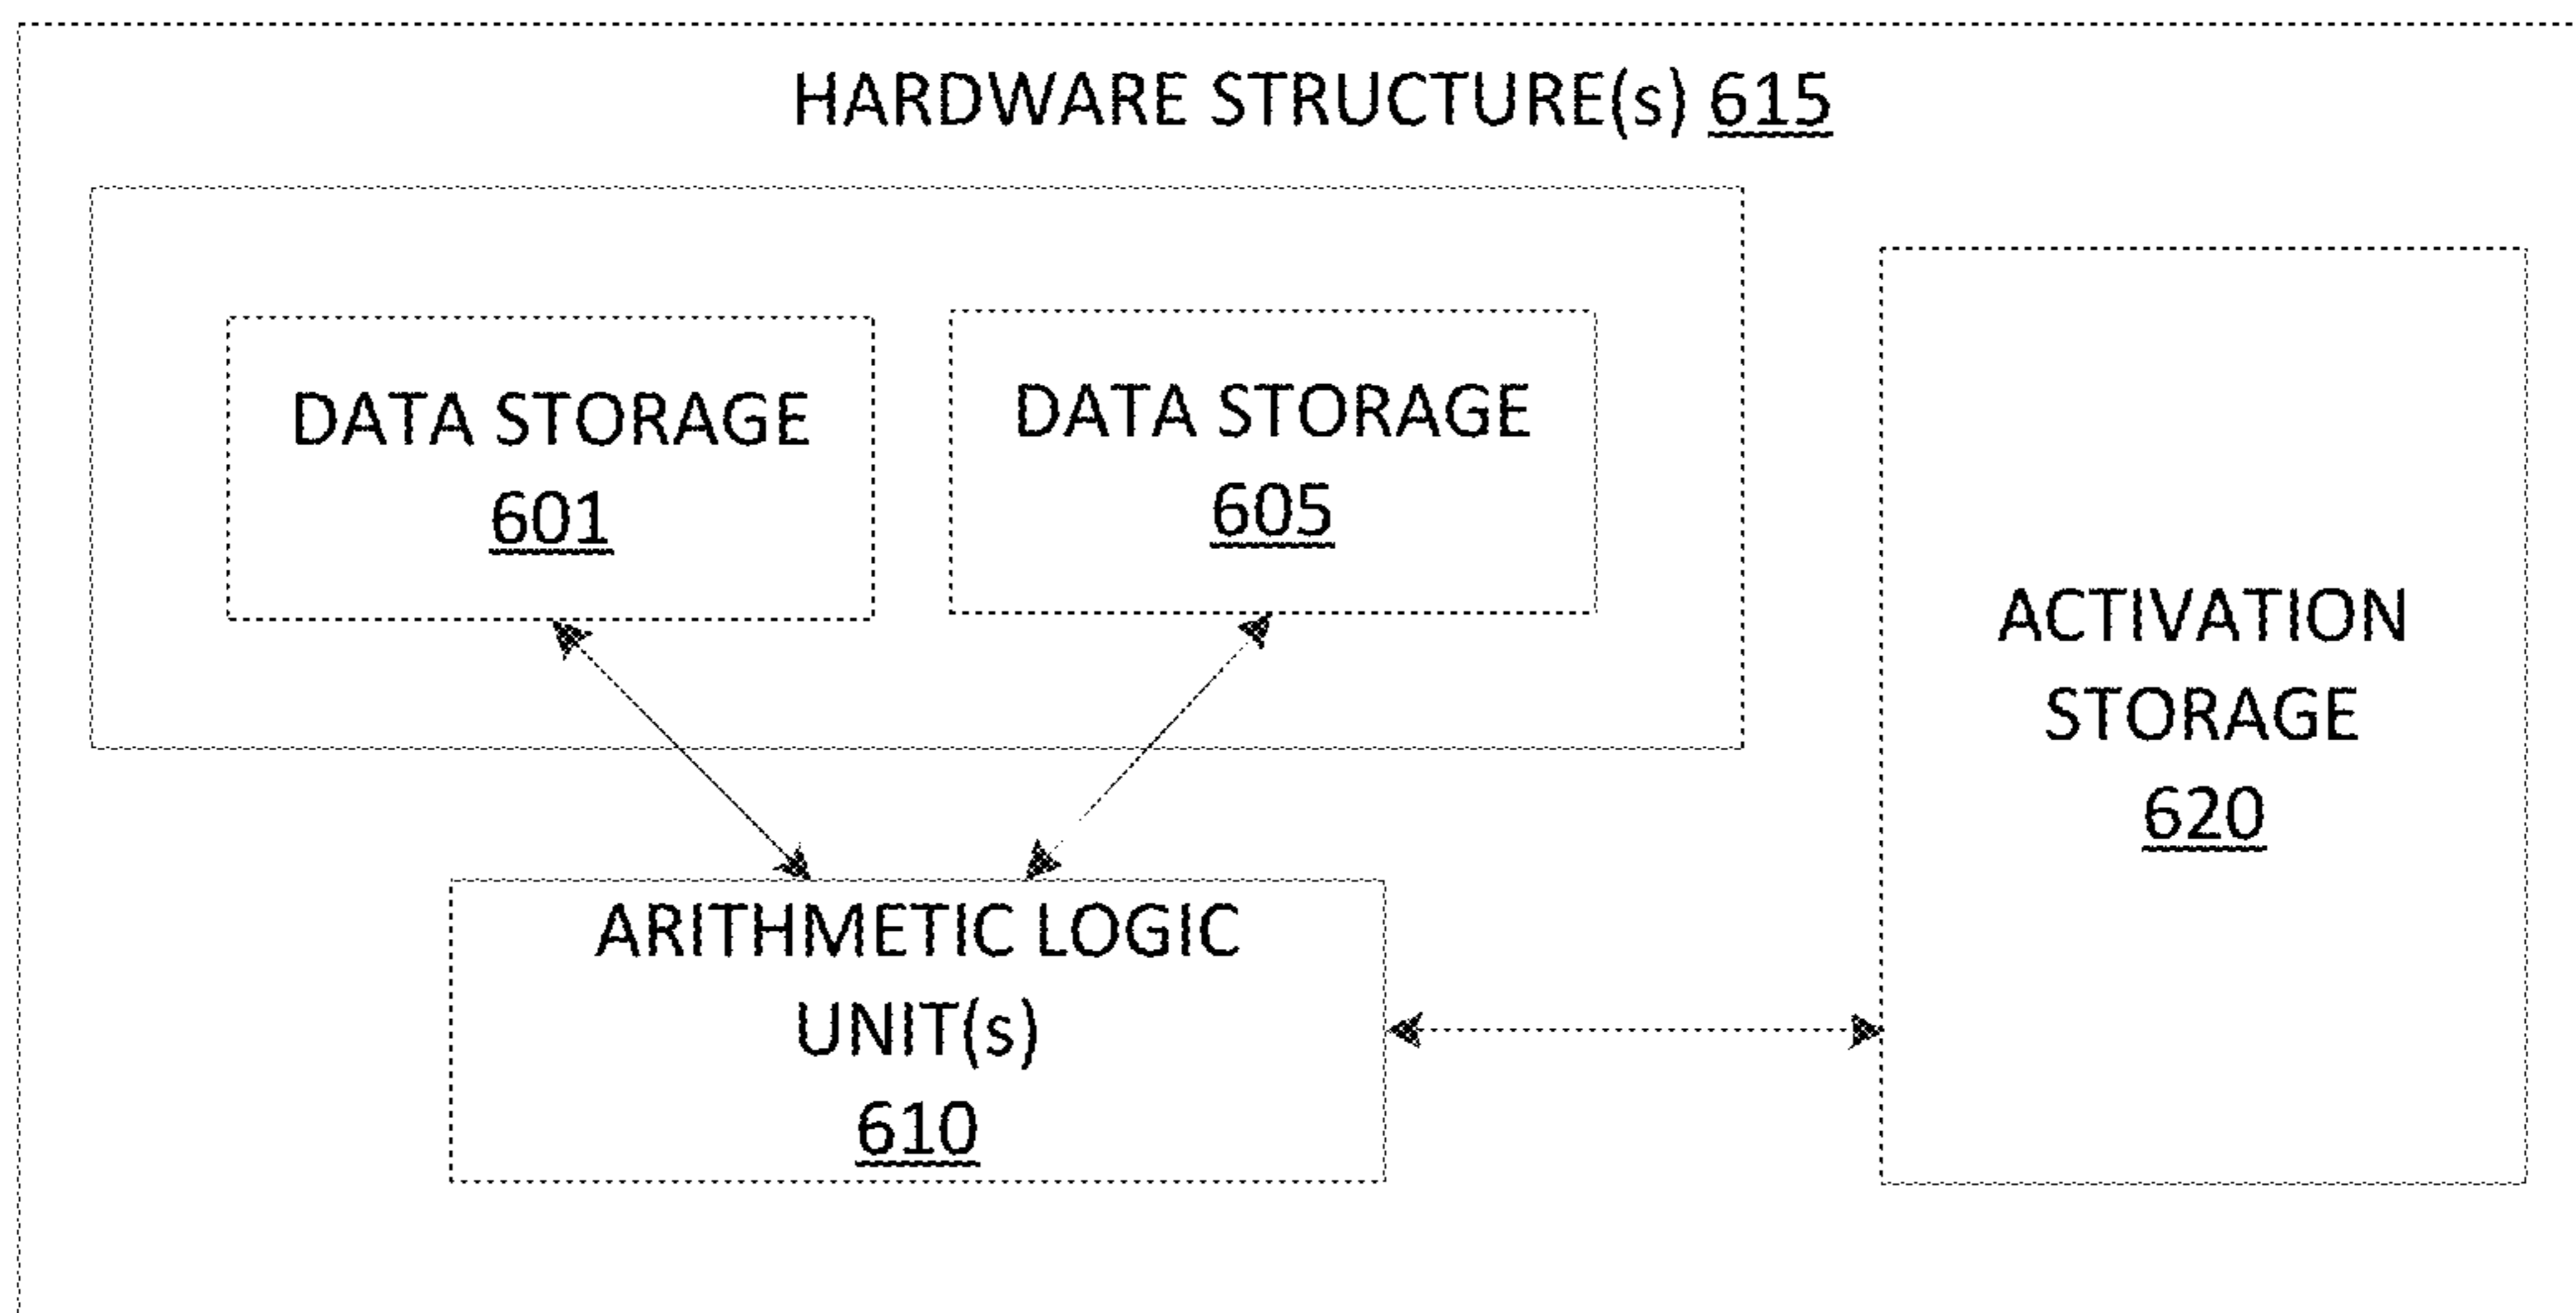 HARDWARE STRUCTURE(s) 615
DATA STORAGE
601
DATA STORAGE
605
ACTIVATION
STORAGE
620
ARITHMETIC LOGIC
UNIT(s)
610